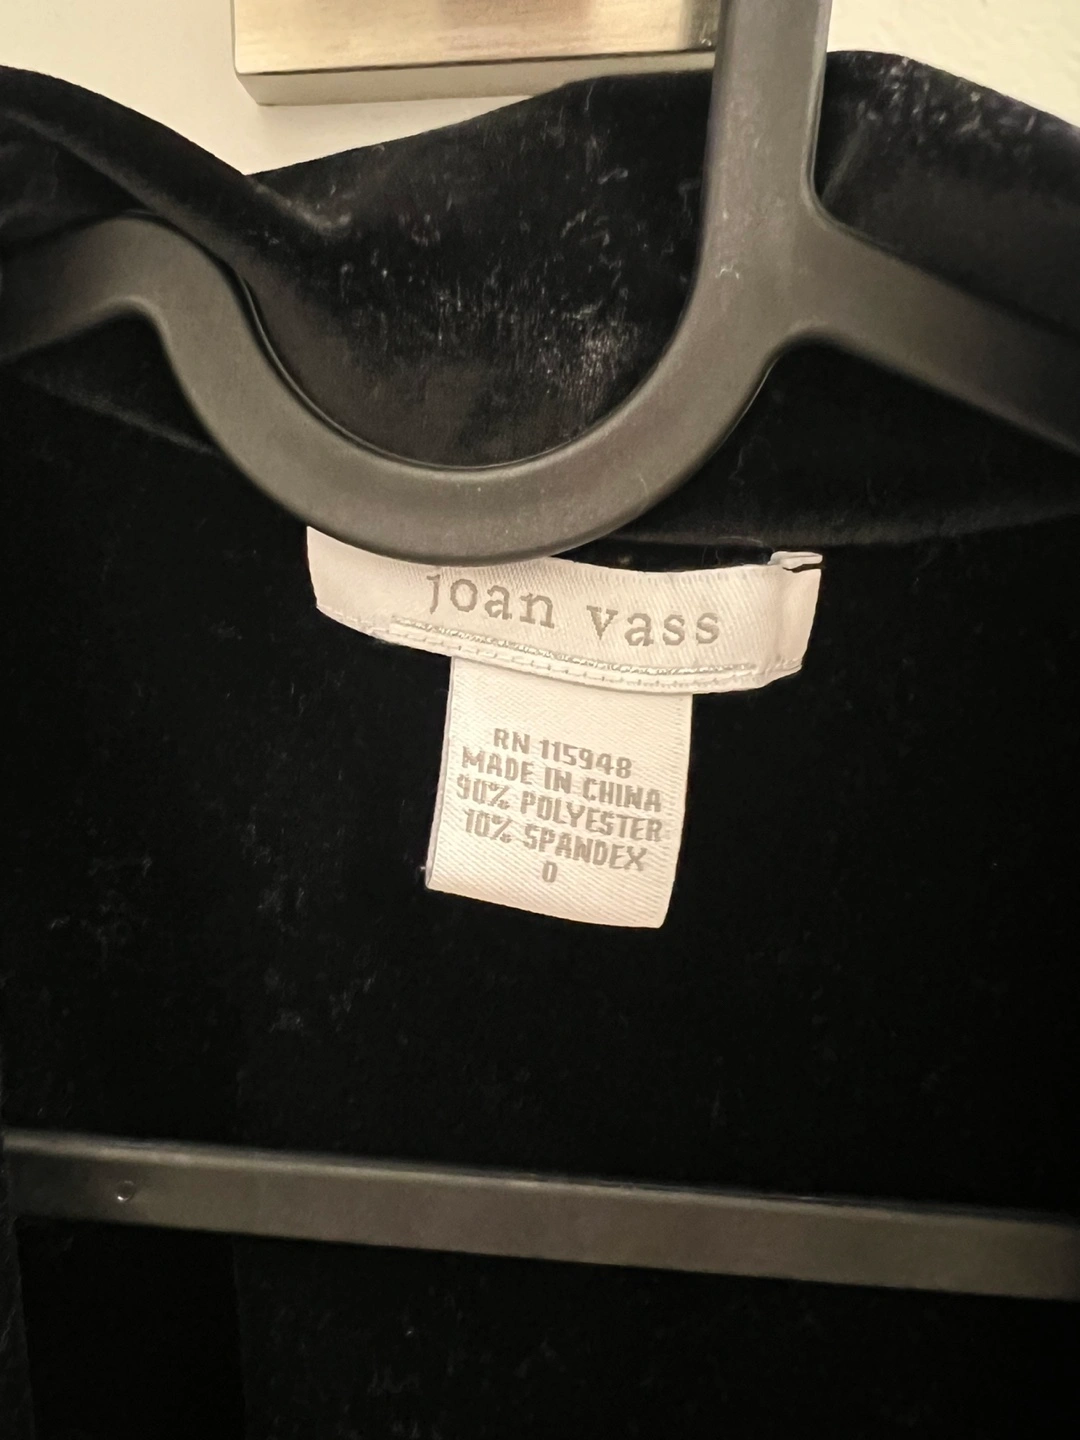 joan vass
RN 115948
MADE IN CHINA
90% POLYESTER
10% SPANDEX
0